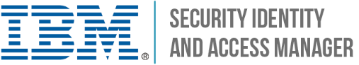 IBM®
SECURITY IDENTITY
AND ACCESS MANAGER